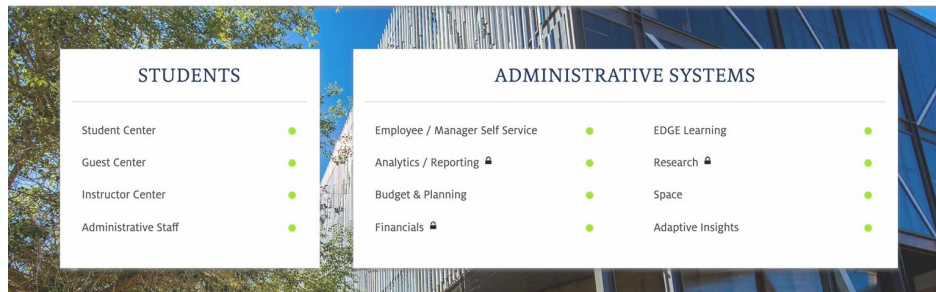 STUDENTS
Student Center
Guest Center
Instructor Center
Administrative Staff
ADMINISTRATIVE SYSTEMS
Employee / Manager Self Service
Analytics / Reporting
Budget & Planning
Financials
EDGE Learning
Research
Space
Adaptive Insights